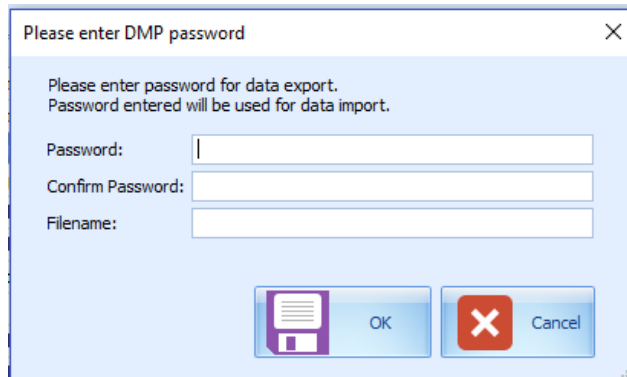 Please enter DMP password
Please enter password for data export.
Password entered will be used for data import.
Password:
Confirm Password:
Filename:
OK
Cancel